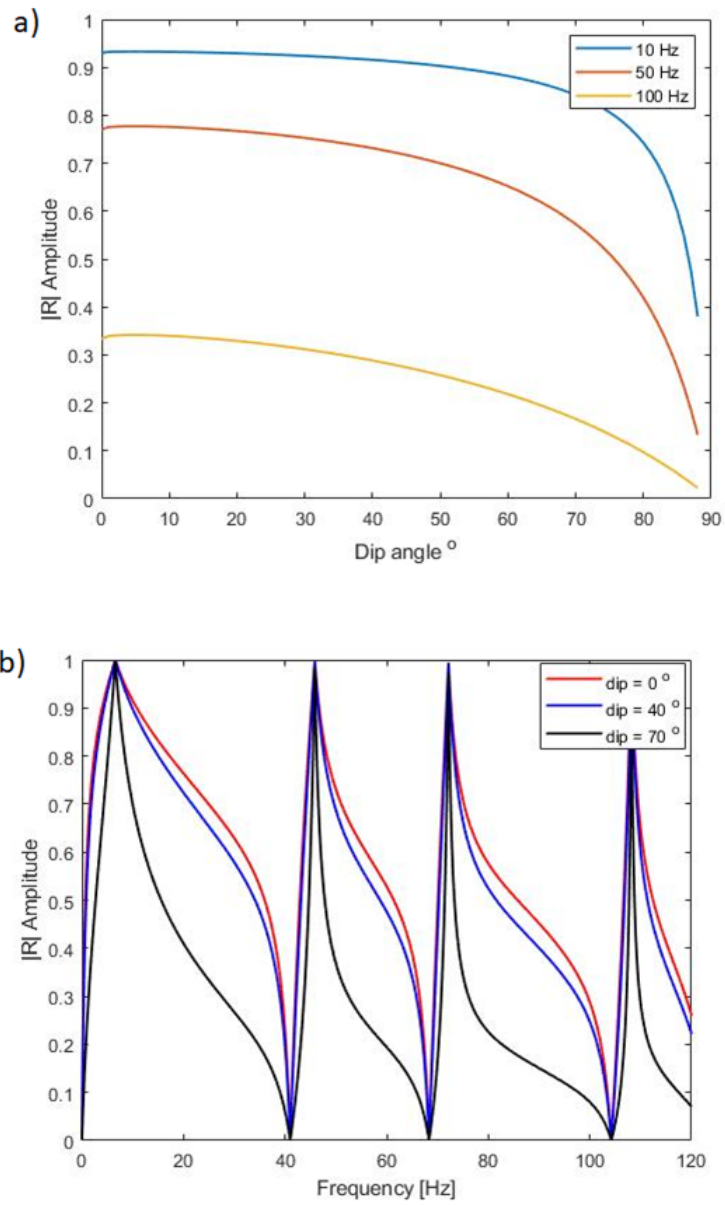 a)
1
0.9
0.8
0.7
0.6
0.5
0.4
0.3
0.2
0.1
0
|R| Amplitude
10 Hz
50 Hz
100 Hz
0 10 20 30 40 50 60 70 80 90
Dip angle º
b)
1
0.9
0.8
0.7
0.6
0.5
0.4
0.3
0.2
0.1
0
|R| Amplitude
dip = 0 º
dip = 40 º
dip = 70 º
0 20 40 60 80 100 120
Frequency [Hz]